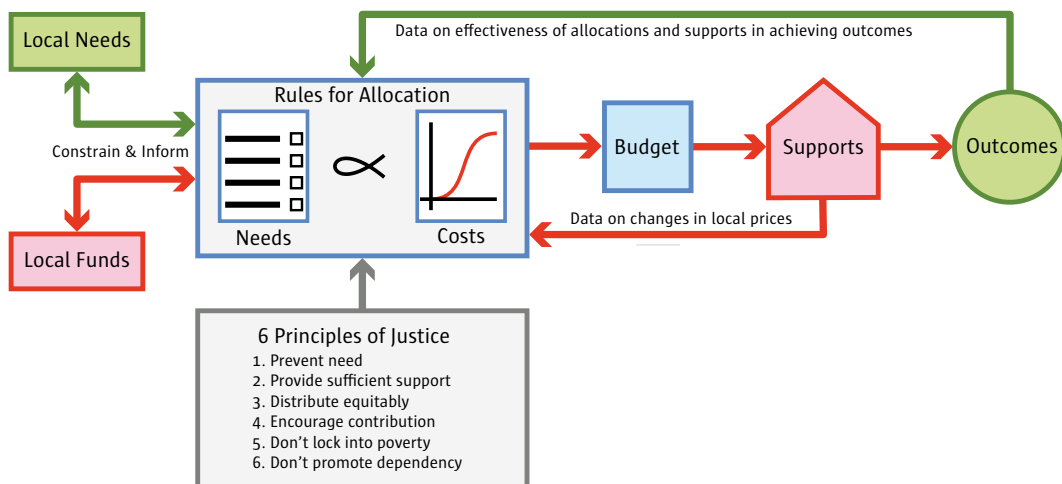 Data on effectiveness of allocations and supports in achieving outcomes
Local Needs
Rules for Allocation
Constrain & Inform
Budget
Supports
Outcomes
Data on changes in local prices
Needs
Costs
Local Funds
6 Principles of Justice
1. Prevent need
2. Provide sufficient support
3. Distribute equitably
4. Encourage contribution
5. Don’t lock into poverty
6. Don’t promote dependency